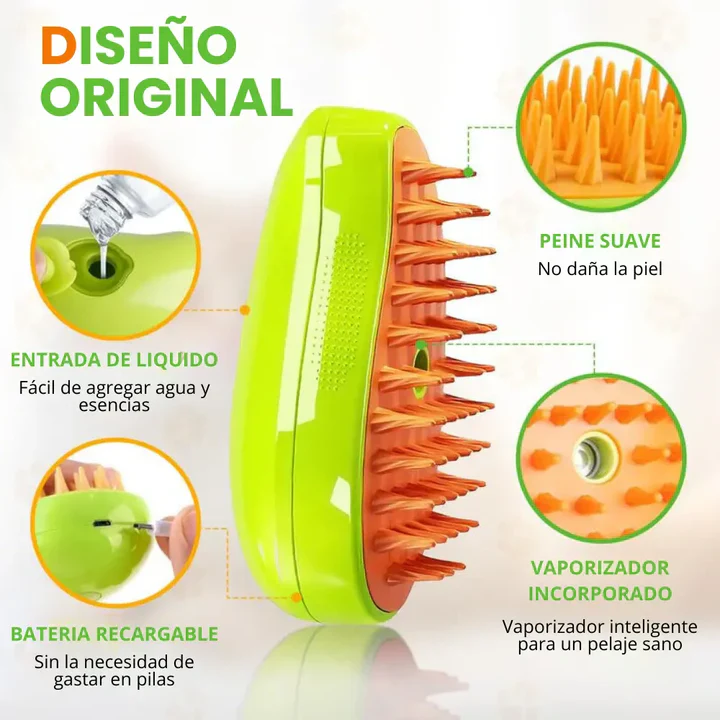 DISEÑO
ORIGINAL
PEINE SUAVE
No daña la piel
ENTRADA DE LIQUIDO
Fácil de agregar agua y
esencias
VAPORIZADOR
INCORPORADO
Vaporizador inteligente
para un pelaje sano
BATERIA RECARGABLE
Sin la necesidad de
gastar en pilas